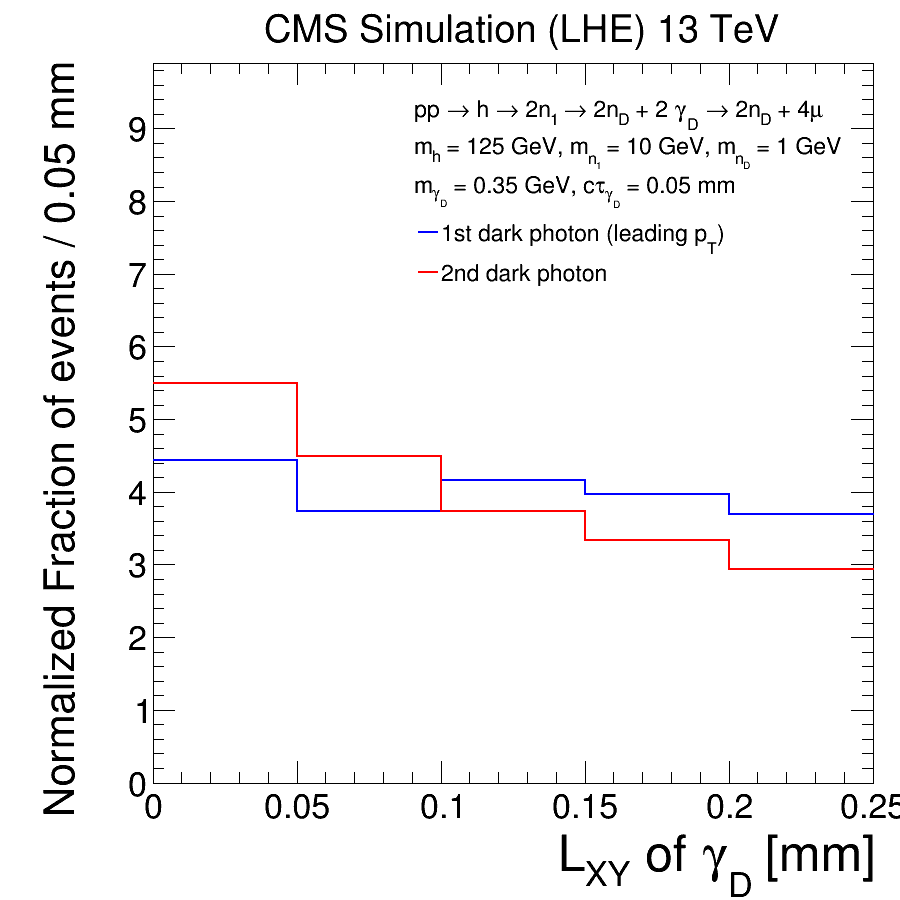 CMS Simulation (LHE) 13 TeV
Normalized Fraction of events / 0.05 mm
pp → h → 2n1 → 2nD + 2 γD → 2nD + 4μ
mh = 125 GeV, mn1 = 10 GeV, mnD = 1 GeV
mγD = 0.35 GeV, cτγD = 0.05 mm
1st dark photon (leading pT)
2nd dark photon
9
8
7
6
5
4
3
2
1
0
0 0.05 0.1 0.15 0.2 0.25
LXY of γD [mm]